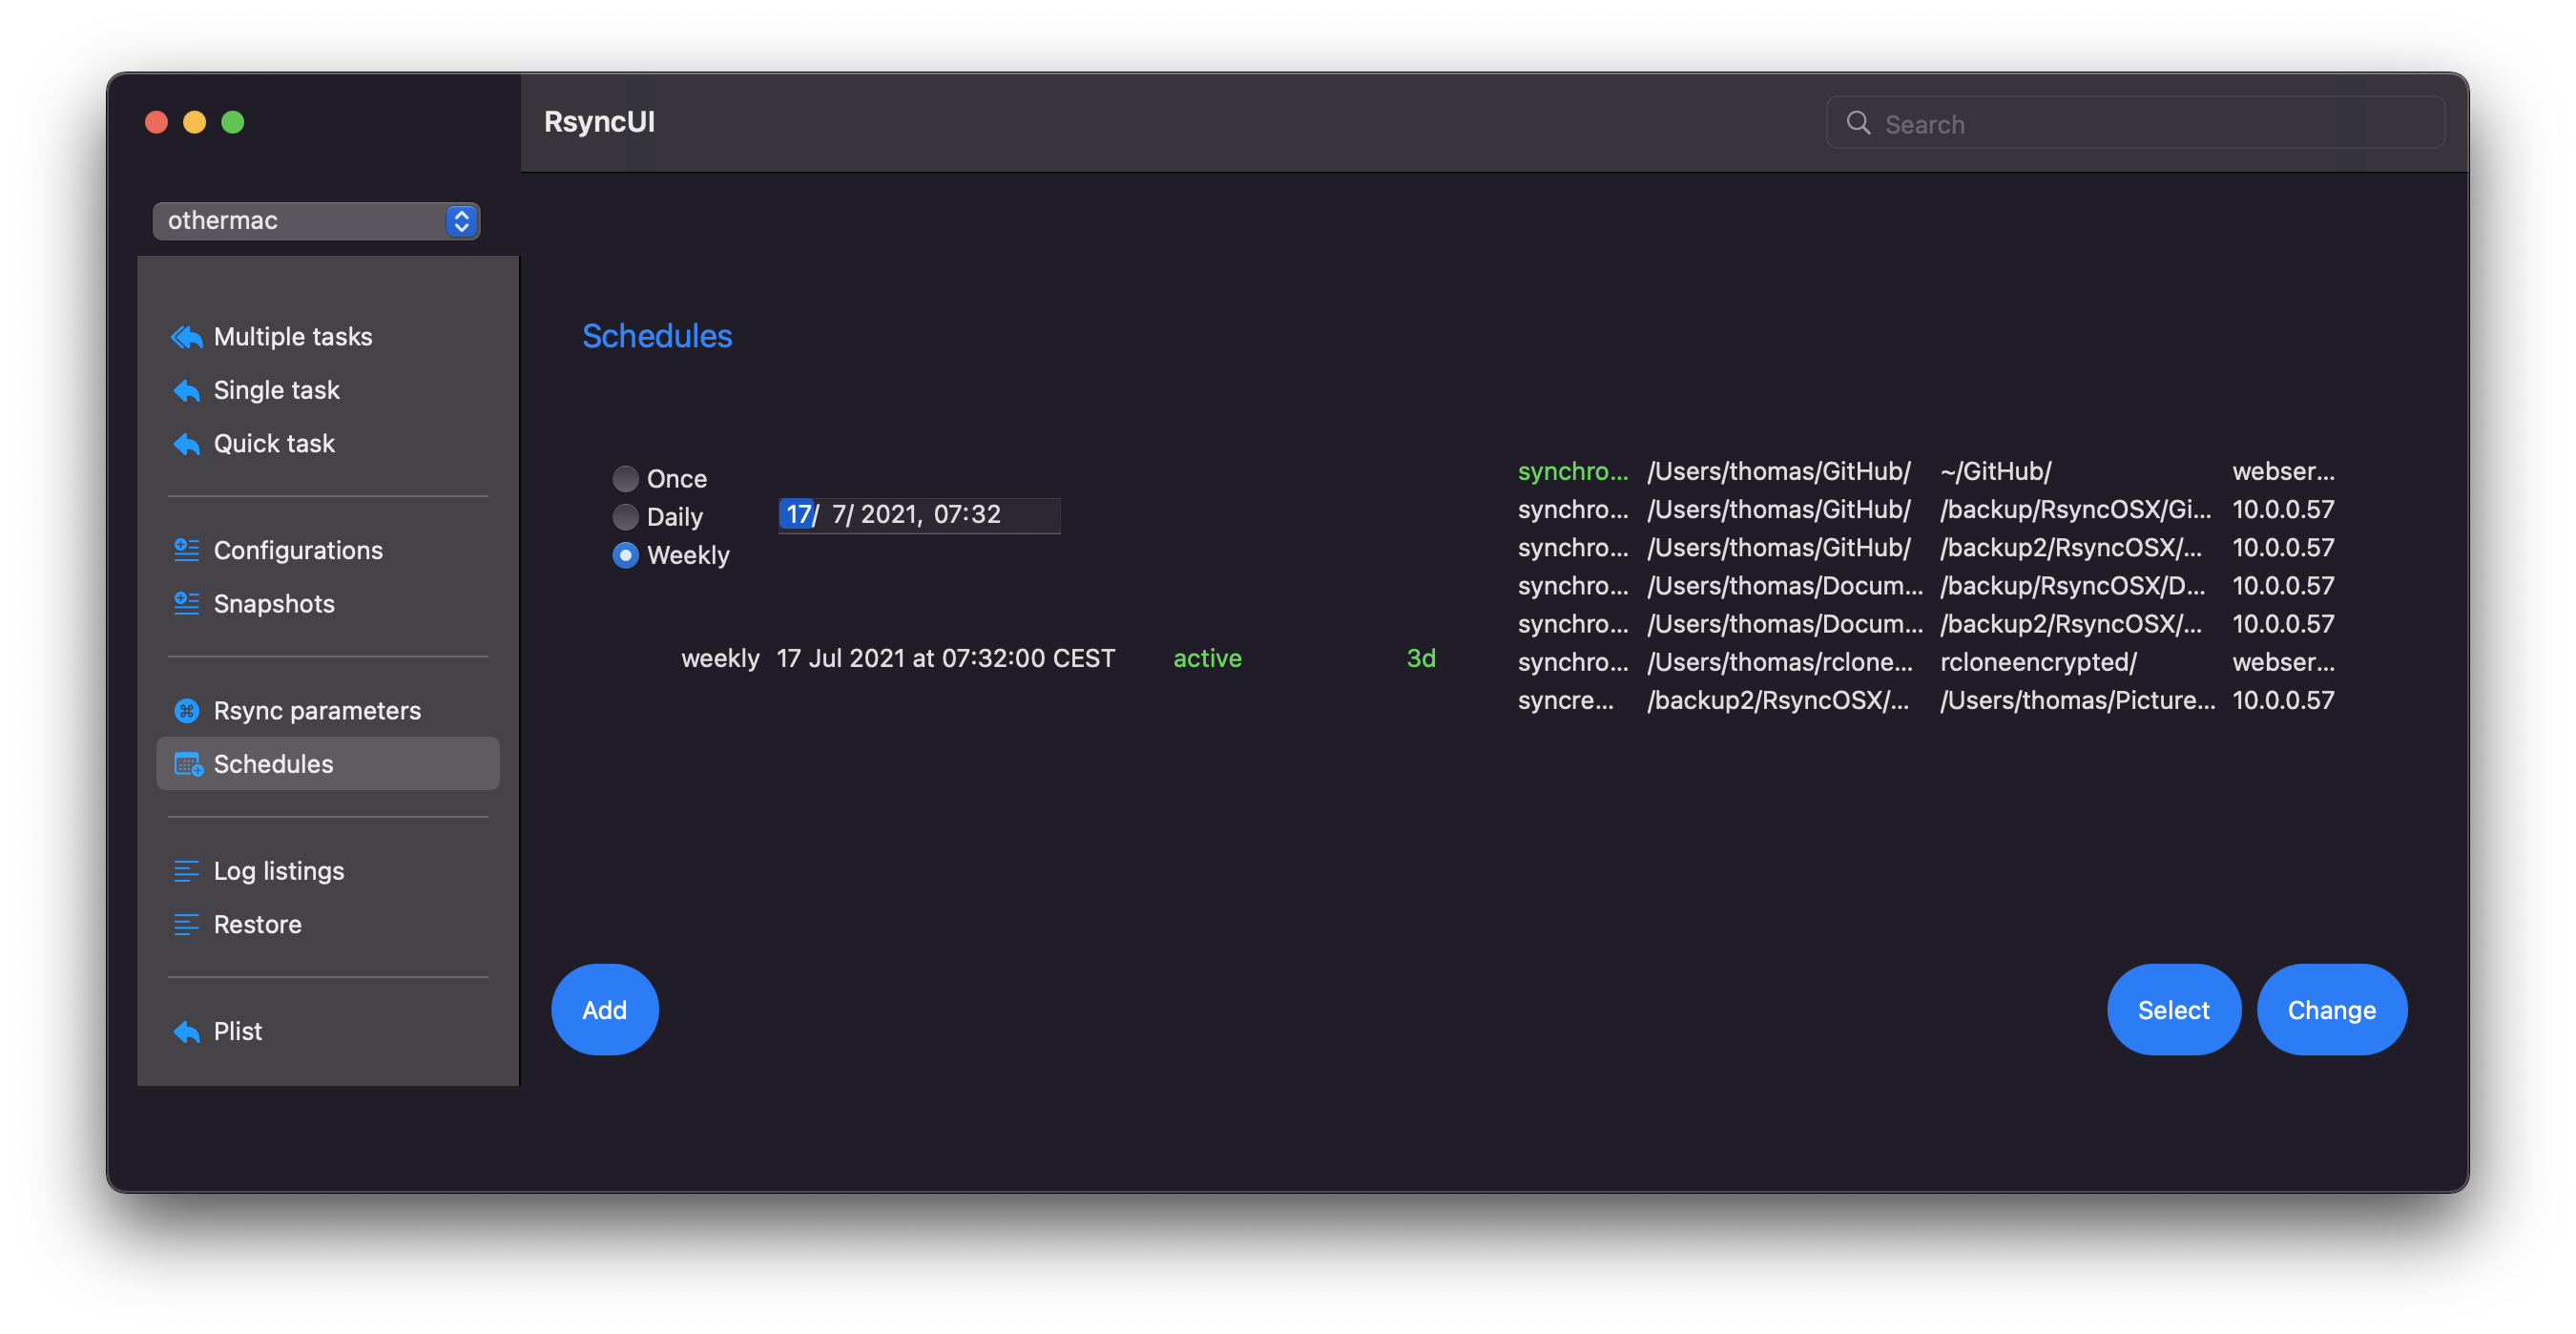 RsyncUI
Search
othermac
Multiple tasks
Single task
Quick task
Configurations
Snapshots
Rsync parameters
Schedules
Log listings
Restore
Plist
Schedules
Once
Daily
Weekly
17/ 7/ 2021, 07:32
weekly 17 Jul 2021 at 07:32:00 CEST active 3d
synchro... /Users/thomas/GitHub/ ~/GitHub/ webser...
synchro... /Users/thomas/GitHub/ /backup/RsyncOSX/Gi... 10.0.0.57
synchro... /Users/thomas/GitHub/ /backup2/RsyncOSX/... 10.0.0.57
synchro... /Users/thomas/Docum... /backup/RsyncOSX/D... 10.0.0.57
synchro... /Users/thomas/Docum... /backup2/RsyncOSX/... 10.0.0.57
synchro... /Users/thomas/rclone... rcloneencrypted/ webser...
syncre... /backup2/RsyncOSX/... /Users/thomas/Picture... 10.0.0.57
Add
Select
Change